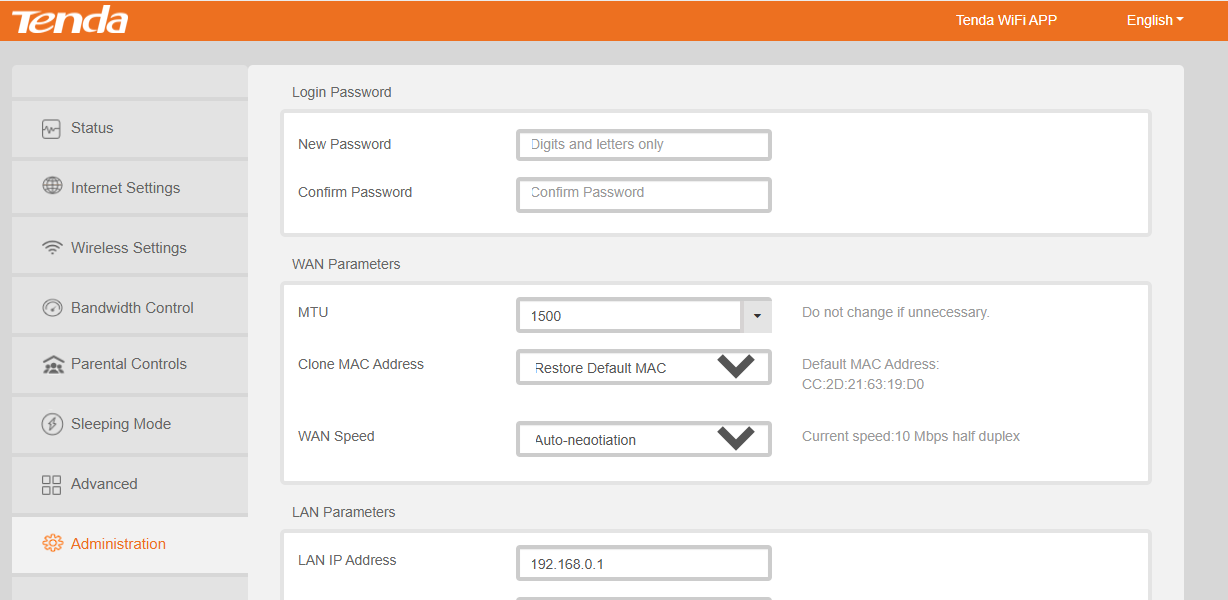 Tenda
Tenda WiFi APP
English
Status
Internet Settings
Wireless Settings
Bandwidth Control
Parental Controls
Sleeping Mode
Advanced
Administration
Login Password
New Password
Digits and letters only
Confirm Password
Confirm Password
WAN Parameters
MTU
1500
Do not change if unnecessary.
Clone MAC Address
Restore Default MAC
Default MAC Address:
CC:2D:21:63:19:D0
WAN Speed
Auto-negotiation
Current speed:10 Mbps half duplex
LAN Parameters
LAN IP Address
192.168.0.1